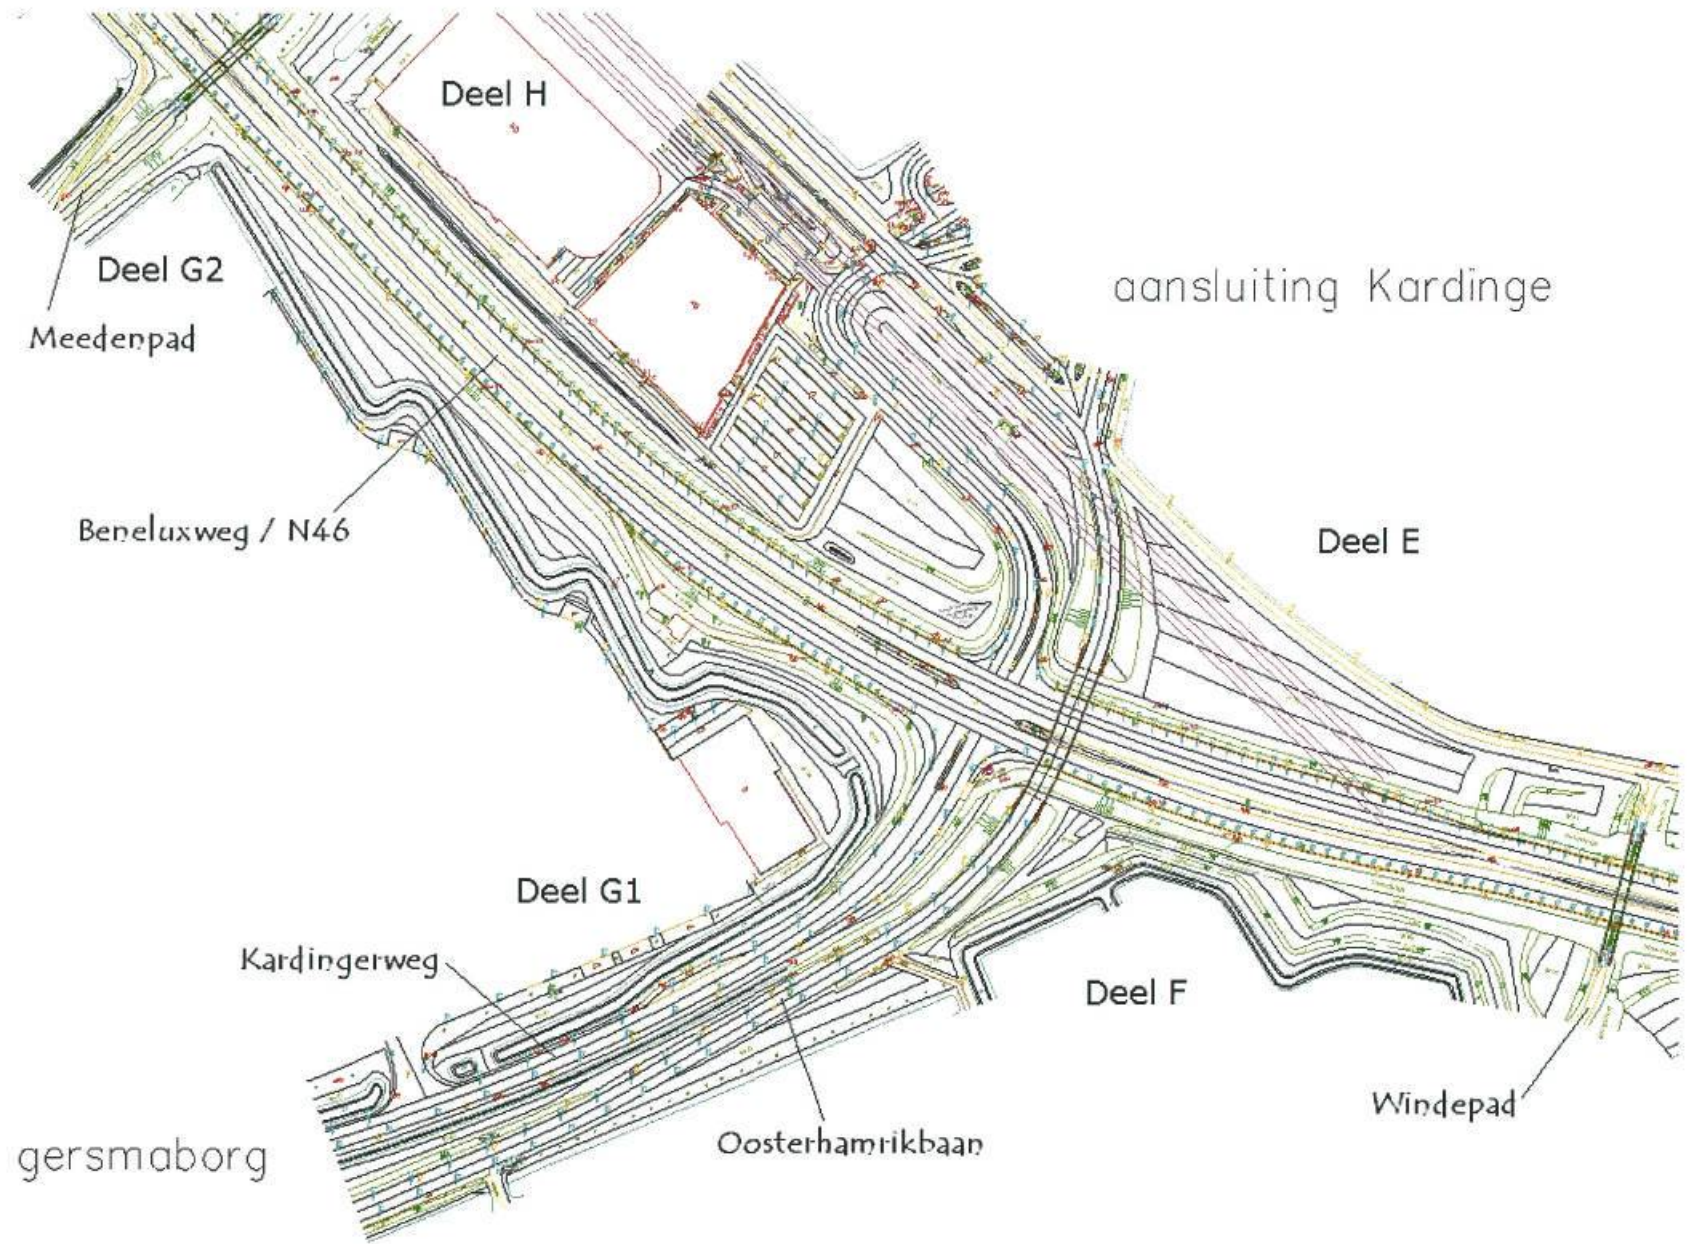 Deel H
Deel G2
aansluiting Kardinge
Meedenpad
Beneluxweg / N46
Deel E
Deel G1
Kardingerweg
Deel F
Windepad
Oosterhamrikbaan
gersmaborg